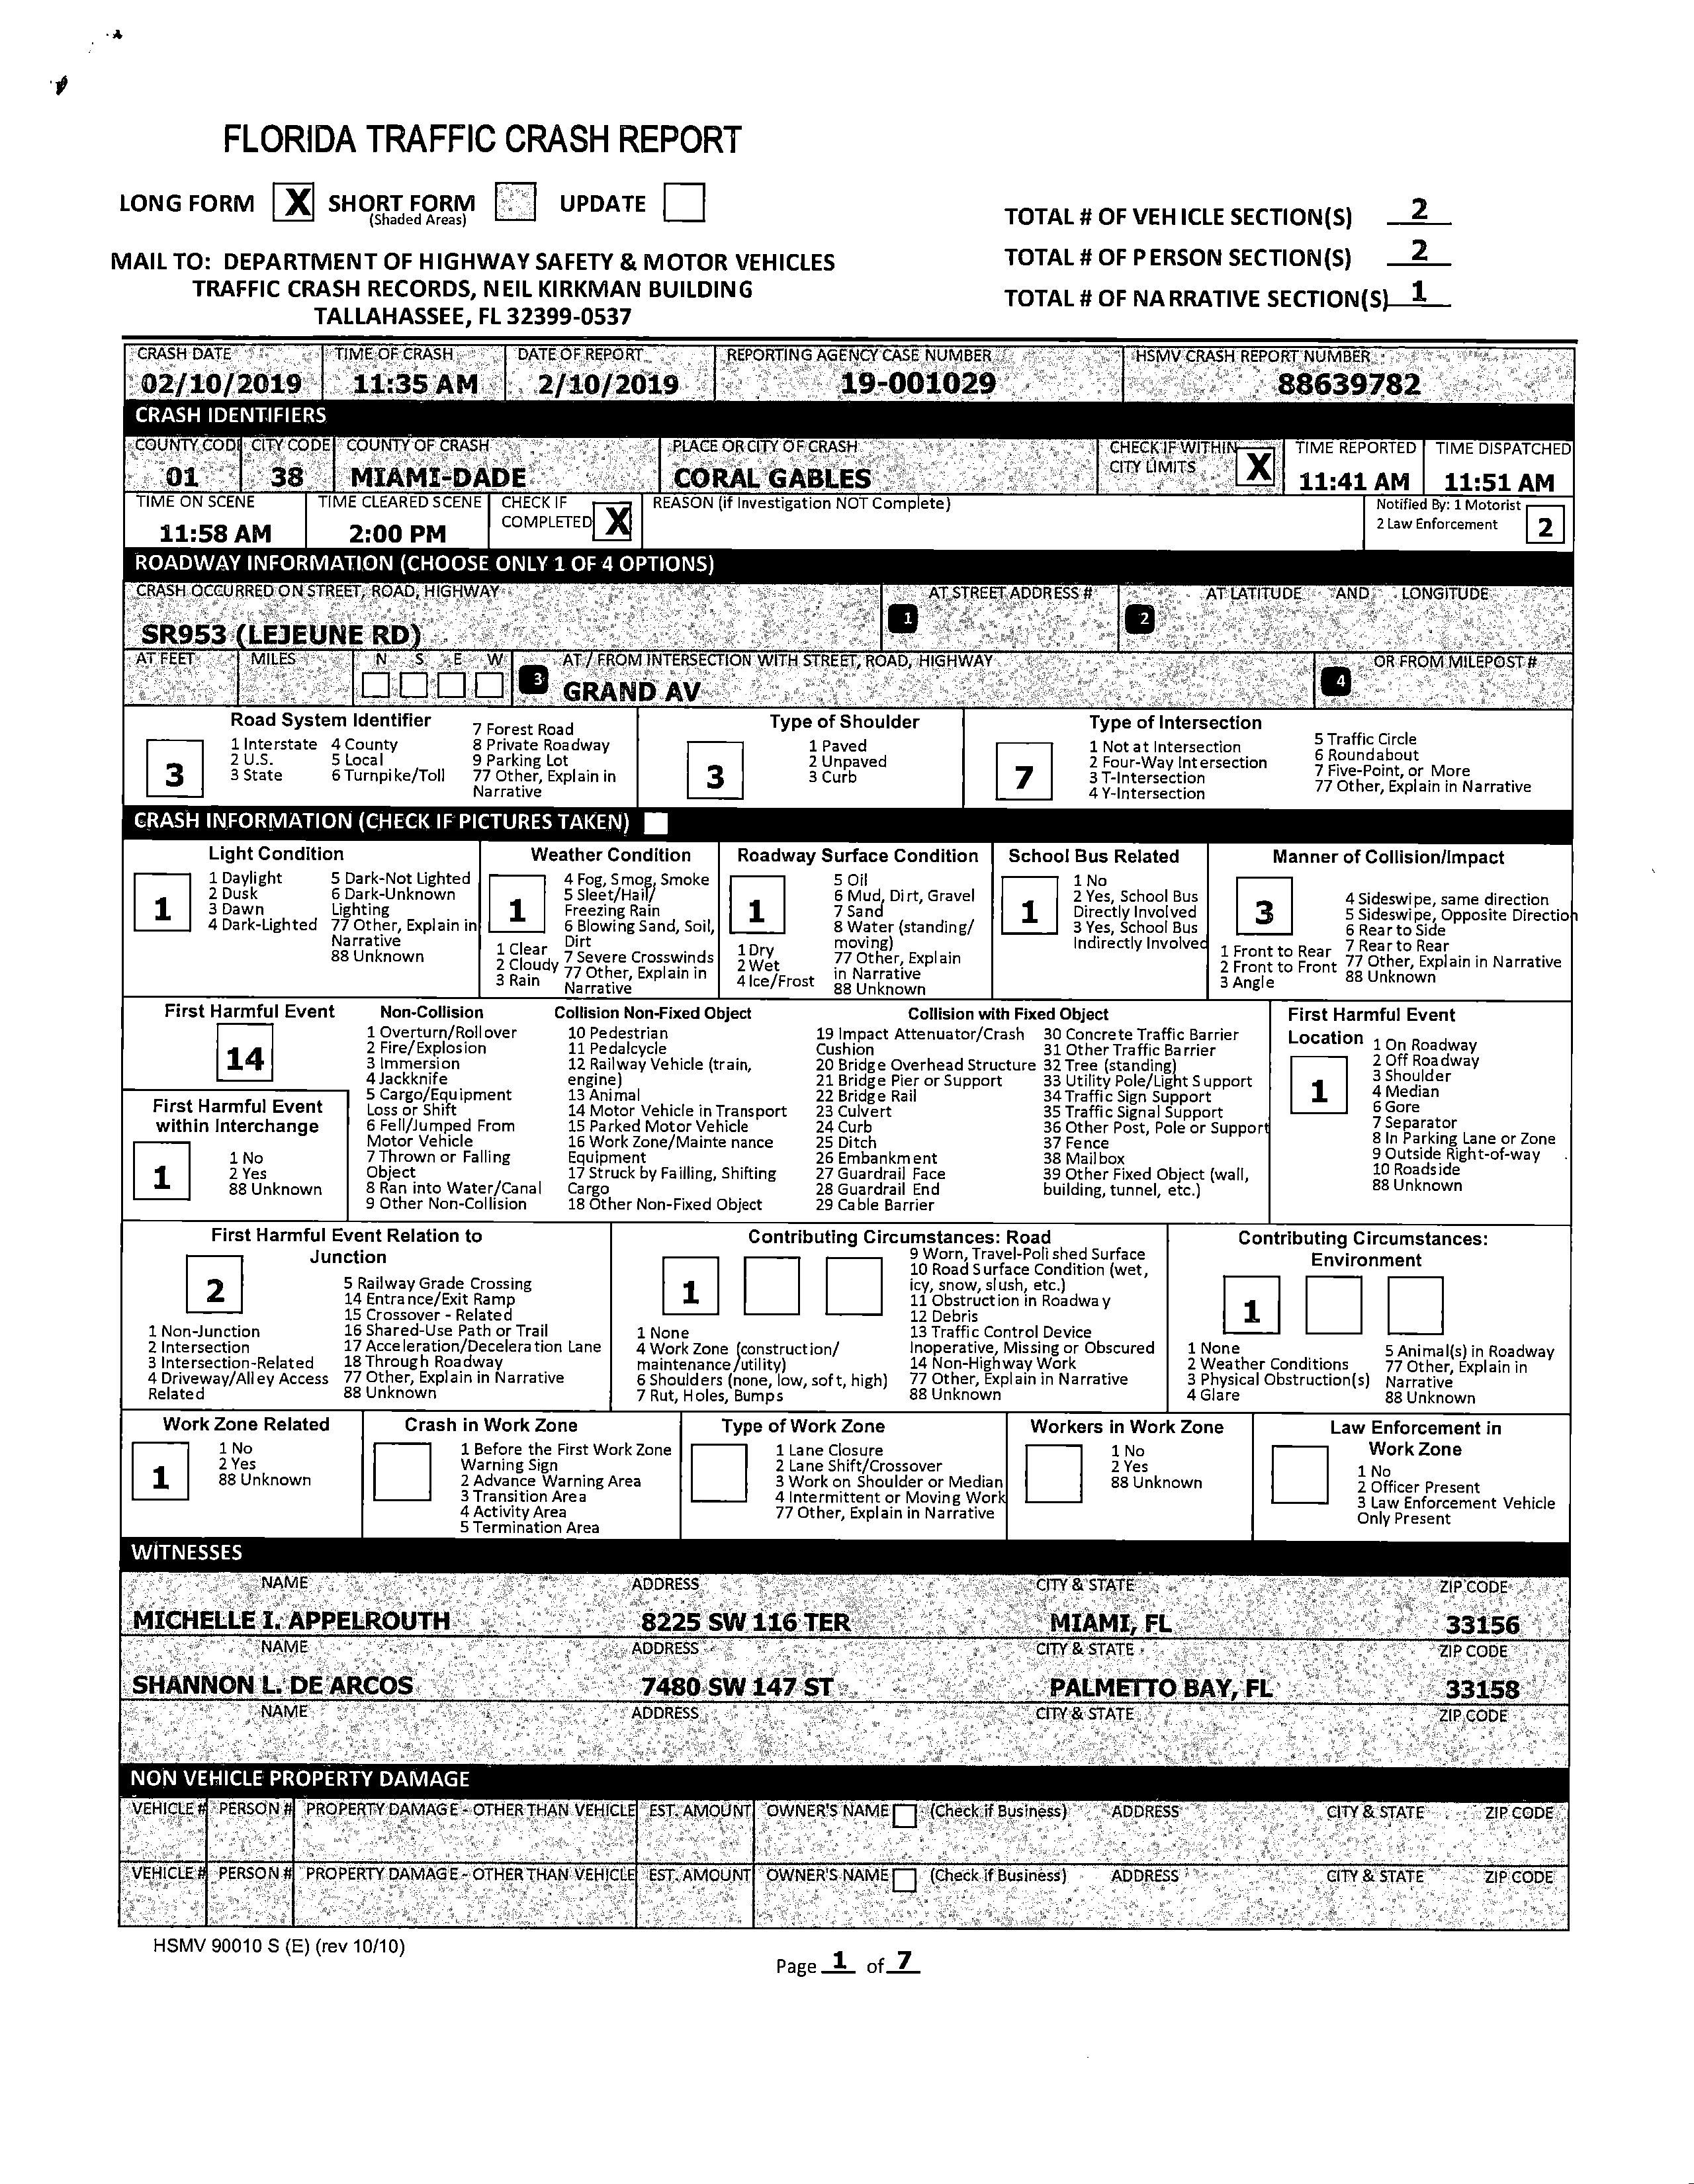 FLORIDA TRAFFIC CRASH REPORT
LONG FORM X SHORT FORM UPDATE
(Shaded Areas)
TOTAL # OF VEHICLE SECTION(S) 2
MAIL TO: DEPARTMENT OF HIGHWAY SAFETY & MOTOR VEHICLES
TRAFFIC CRASH RECORDS, NEIL KIRKMAN BUILDING
TALLAHASSEE, FL 32399-0537
TOTAL # OF PERSON SECTION(S) 2
TOTAL # OF NARRATIVE SECTION(S) 1
CRASH DATE TIME OF CRASH DATE OF REPORT REPORTING AGENCY CASE NUMBER HSMV CRASH REPORT NUMBER
02/10/2019 11:35 AM 2/10/2019 19-001029 88639782
CRASH IDENTIFIERS
COUNTY CODE CITY CODE COUNTY OF CRASH PLACE OR CITY OF CRASH CHECK IF WITHIN CITY LIMITS X TIME REPORTED TIME DISPATCHED
01 38 MIAMI-DADE CORAL GABLES 11:41 AM 11:51 AM
TIME ON SCENE TIME CLEARED SCENE CHECK IF COMPLETED X REASON (if Investigation NOT Complete) Notified By: 1 Motorist
2 Law Enforcement 2
11:58 AM 2:00 PM
ROADWAY INFORMATION (CHOOSE ONLY 1 OF 4 OPTIONS)
CRASH OCCURRED ON STREET, ROAD, HIGHWAY 1 AT STREET ADDRESS # 2 AT LATITUDE AND LONGITUDE
SR953 (LEJEUNE RD)
AT FEET MILES N S E W 3 AT / FROM INTERSECTION WITH STREET, ROAD, HIGHWAY 4 OR FROM MILEPOST #
GRAND AV
Road System Identifier
3
1 Interstate
2 U.S.
3 State
4 County
5 Local
6 Turnpike/Toll
7 Forest Road
8 Private Roadway
9 Parking Lot
77 Other, Explain in
Narrative
Type of Shoulder
3
1 Paved
2 Unpaved
3 Curb
Type of Intersection
7
1 Not at Intersection
2 Four-Way Intersection
3 T-Intersection
4 Y-Intersection
5 Traffic Circle
6 Roundabout
7 Five-Point, or More
77 Other, Explain in Narrative
CRASH INFORMATION (CHECK IF PICTURES TAKEN)
Light Condition
1
1 Daylight
2 Dusk
3 Dawn
4 Dark-Lighted
5 Dark-Not Lighted
6 Dark-Unknown
Lighting
77 Other, Explain in
Narrative
88 Unknown
Weather Condition
1
1 Clear
2 Cloudy
3 Rain
4 Fog, Smog, Smoke
5 Sleet/Hail/
Freezing Rain
6 Blowing Sand, Soil,
Dirt
7 Severe Crosswinds
77 Other, Explain in
Narrative
Roadway Surface Condition
1
1 Dry
2 Wet
4 Ice/Frost
5 Oil
6 Mud, Dirt, Gravel
7 Sand
8 Water (standing/
moving)
77 Other, Explain
in Narrative
88 Unknown
School Bus Related
1
1 No
2 Yes, School Bus
Directly Involved
3 Yes, School Bus
Indirectly Involved
Manner of Collision/Impact
3
1 Front to Rear
2 Front to Front
3 Angle
4 Sideswipe, same direction
5 Sideswipe, Opposite Direction
6 Rear to Side
7 Rear to Rear
77 Other, Explain in Narrative
88 Unknown
First Harmful Event
14
First Harmful Event
within Interchange
1
1 No
2 Yes
88 Unknown
Non-Collision
1 Overturn/Rollover
2 Fire/Explosion
3 Immersion
4 Jackknife
5 Cargo/Equipment
Loss or Shift
6 Fell/Jumped From
Motor Vehicle
7 Thrown or Falling
Object
8 Ran into Water/Canal
9 Other Non-Collision
Collision Non-Fixed Object
10 Pedestrian
11 Pedalcycle
12 Railway Vehicle (train,
engine)
13 Animal
14 Motor Vehicle in Transport
15 Parked Motor Vehicle
16 Work Zone/Maintenance
Equipment
17 Struck by Failling, Shifting
Cargo
18 Other Non-Fixed Object
Collision with Fixed Object
19 Impact Attenuator/Crash
Cushion
20 Bridge Overhead Structure
21 Bridge Pier or Support
22 Bridge Rail
23 Culvert
24 Curb
25 Ditch
26 Embankment
27 Guardrail Face
28 Guardrail End
29 Cable Barrier
30 Concrete Traffic Barrier
31 Other Traffic Barrier
32 Tree (standing)
33 Utility Pole/Light Support
34 Traffic Sign Support
35 Traffic Signal Support
36 Other Post, Pole or Support
37 Fence
38 Mailbox
39 Other Fixed Object (wall,
building, tunnel, etc.)
First Harmful Event
Location
1
1 On Roadway
2 Off Roadway
3 Shoulder
4 Median
6 Gore
7 Separator
8 In Parking Lane or Zone
9 Outside Right-of-way
10 Roadside
88 Unknown
First Harmful Event Relation to
Junction
2
1 Non-Junction
2 Intersection
3 Intersection-Related
4 Driveway/Alley Access
Related
5 Railway Grade Crossing
14 Entrance/Exit Ramp
15 Crossover - Related
16 Shared-Use Path or Trail
17 Acceleration/Deceleration Lane
18 Through Roadway
77 Other, Explain in Narrative
88 Unknown
Contributing Circumstances: Road
1
1 None
4 Work Zone (construction/
maintenance/utility)
6 Shoulders (none, low, soft, high)
7 Rut, Holes, Bumps
9 Worn, Travel-Polished Surface
10 Road Surface Condition (wet,
icy, snow, slush, etc.)
11 Obstruction in Roadway
12 Debris
13 Traffic Control Device
Inoperative, Missing or Obscured
14 Non-Highway Work
77 Other, Explain in Narrative
88 Unknown
Contributing Circumstances:
Environment
1
1 None
2 Weather Conditions
3 Physical Obstruction(s)
4 Glare
5 Animal(s) in Roadway
77 Other, Explain in
Narrative
88 Unknown
Work Zone Related
1
1 No
2 Yes
88 Unknown
Crash in Work Zone
1 Before the First Work Zone
Warning Sign
2 Advance Warning Area
3 Transition Area
4 Activity Area
5 Termination Area
Type of Work Zone
1 Lane Closure
2 Lane Shift/Crossover
3 Work on Shoulder or Median
4 Intermittent or Moving Work
77 Other, Explain in Narrative
Workers in Work Zone
1 No
2 Yes
88 Unknown
Law Enforcement in
Work Zone
1 No
2 Officer Present
3 Law Enforcement Vehicle
Only Present
WITNESSES
NAME ADDRESS CITY & STATE ZIP CODE
MICHELLE I. APPELROUTH 8225 SW 116 TER MIAMI, FL 33156
NAME ADDRESS CITY & STATE ZIP CODE
SHANNON L. DE ARCOS 7480 SW 147 ST PALMETTO BAY, FL 33158
NAME ADDRESS CITY & STATE ZIP CODE
NON VEHICLE PROPERTY DAMAGE
VEHICLE # PERSON # PROPERTY DAMAGE - OTHER THAN VEHICLE EST. AMOUNT OWNER'S NAME (Check if Business) ADDRESS CITY & STATE ZIP CODE
VEHICLE # PERSON # PROPERTY DAMAGE - OTHER THAN VEHICLE EST. AMOUNT OWNER'S NAME (Check if Business) ADDRESS CITY & STATE ZIP CODE
HSMV 90010 S (E) (rev 10/10)
Page 1 of 7